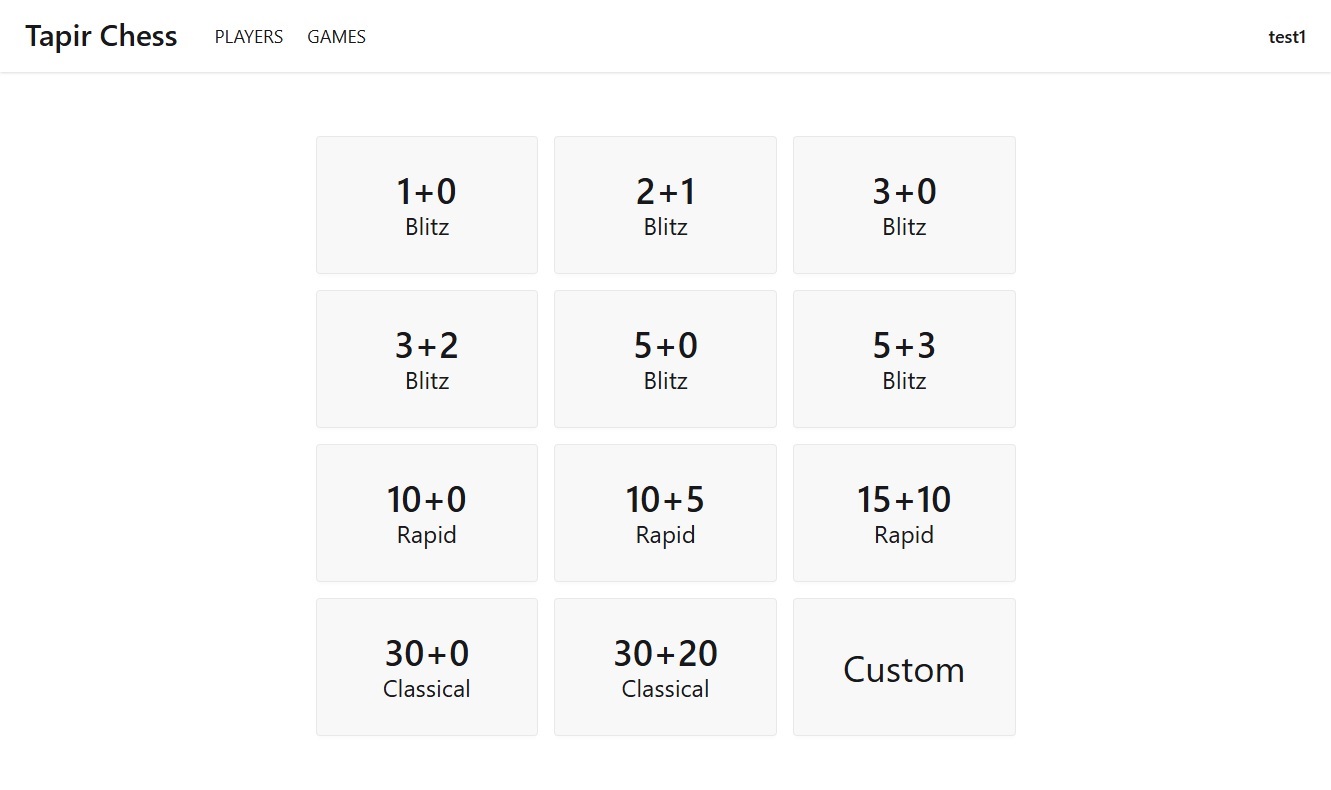 Tapir Chess PLAYERS GAMES test1
1+0 2+1 3+0
Blitz Blitz Blitz
3+2 5+0 5+3
Blitz Blitz Blitz
10+0 10+5 15+10
Rapid Rapid Rapid
30+0 30+20 Custom
Classical Classical